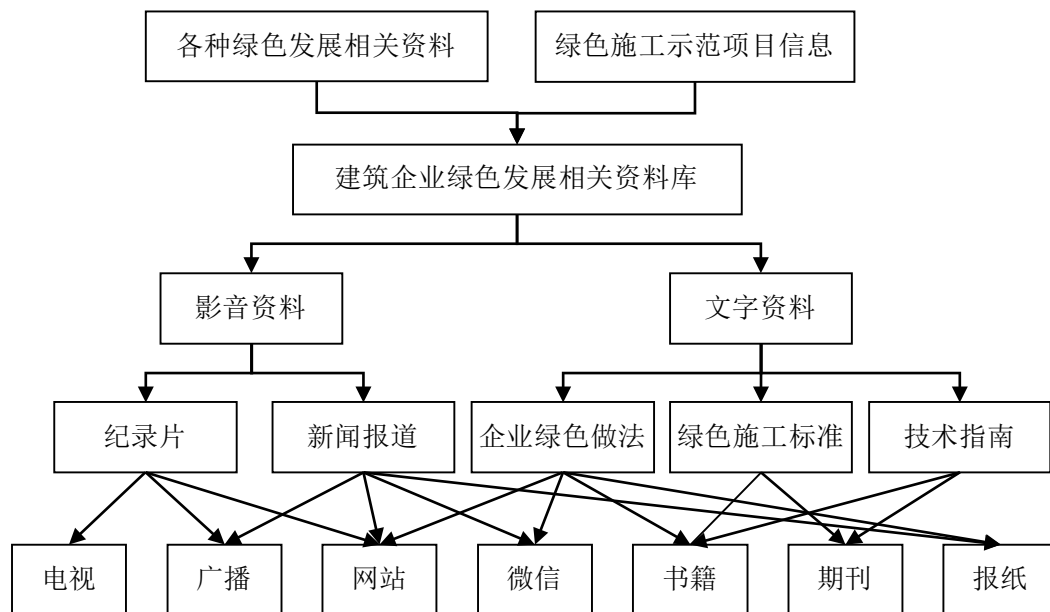 各种绿色发展相关资料
绿色施工示范项目信息
建筑企业绿色发展相关资料库
影音资料
文字资料
纪录片
新闻报道
企业绿色做法
绿色施工标准
技术指南
电视
广播
网站
微信
书籍
期刊
报纸